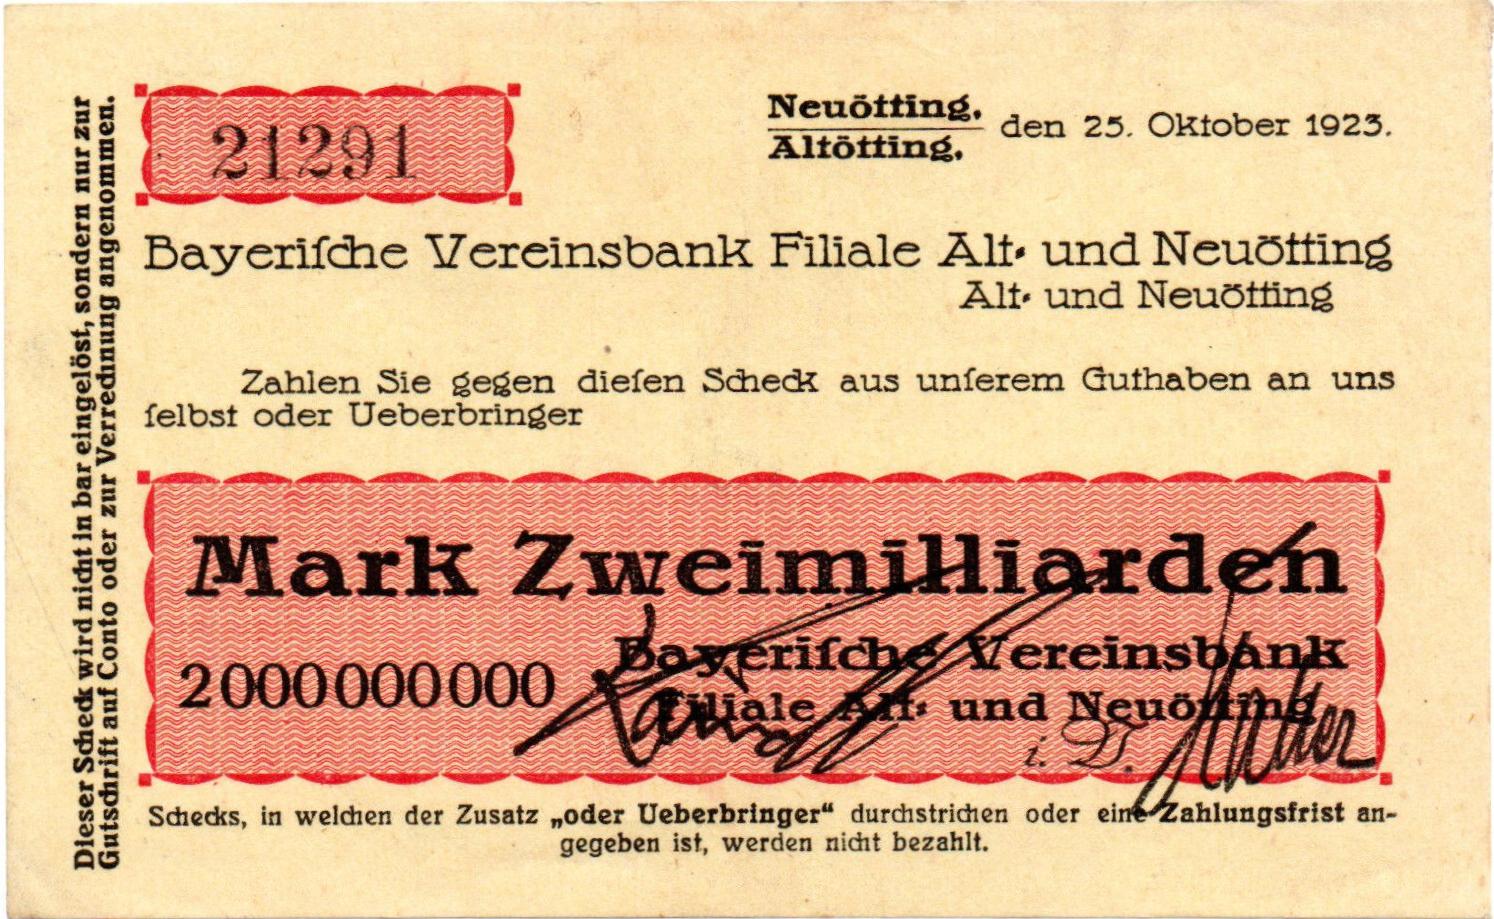 21291
Neuötting,
Altötting,
den 25. Oktober 1923.
Bayeriſche Vereinsbank Filiale Alt- und Neuötting
Alt- und Neuötting
Zahlen Sie gegen dieſen Scheck aus unſerem Guthaben an uns
ſelbst oder Ueberbringer
Mark Zweimilliarden
2000000000
Bayeriſche Vereinsbank
Filiale Alt- und Neuötting
i. V.
Schecks, in welchen der Zusatz „oder Ueberbringer“ durchstrichen oder eine Zahlungsfrist an-
gegeben ist, werden nicht bezahlt.
Dieser Scheck wird nicht in bar eingelöst, sondern nur zur
Gutschrift auf Conto oder zur Verrechnung angenommen.